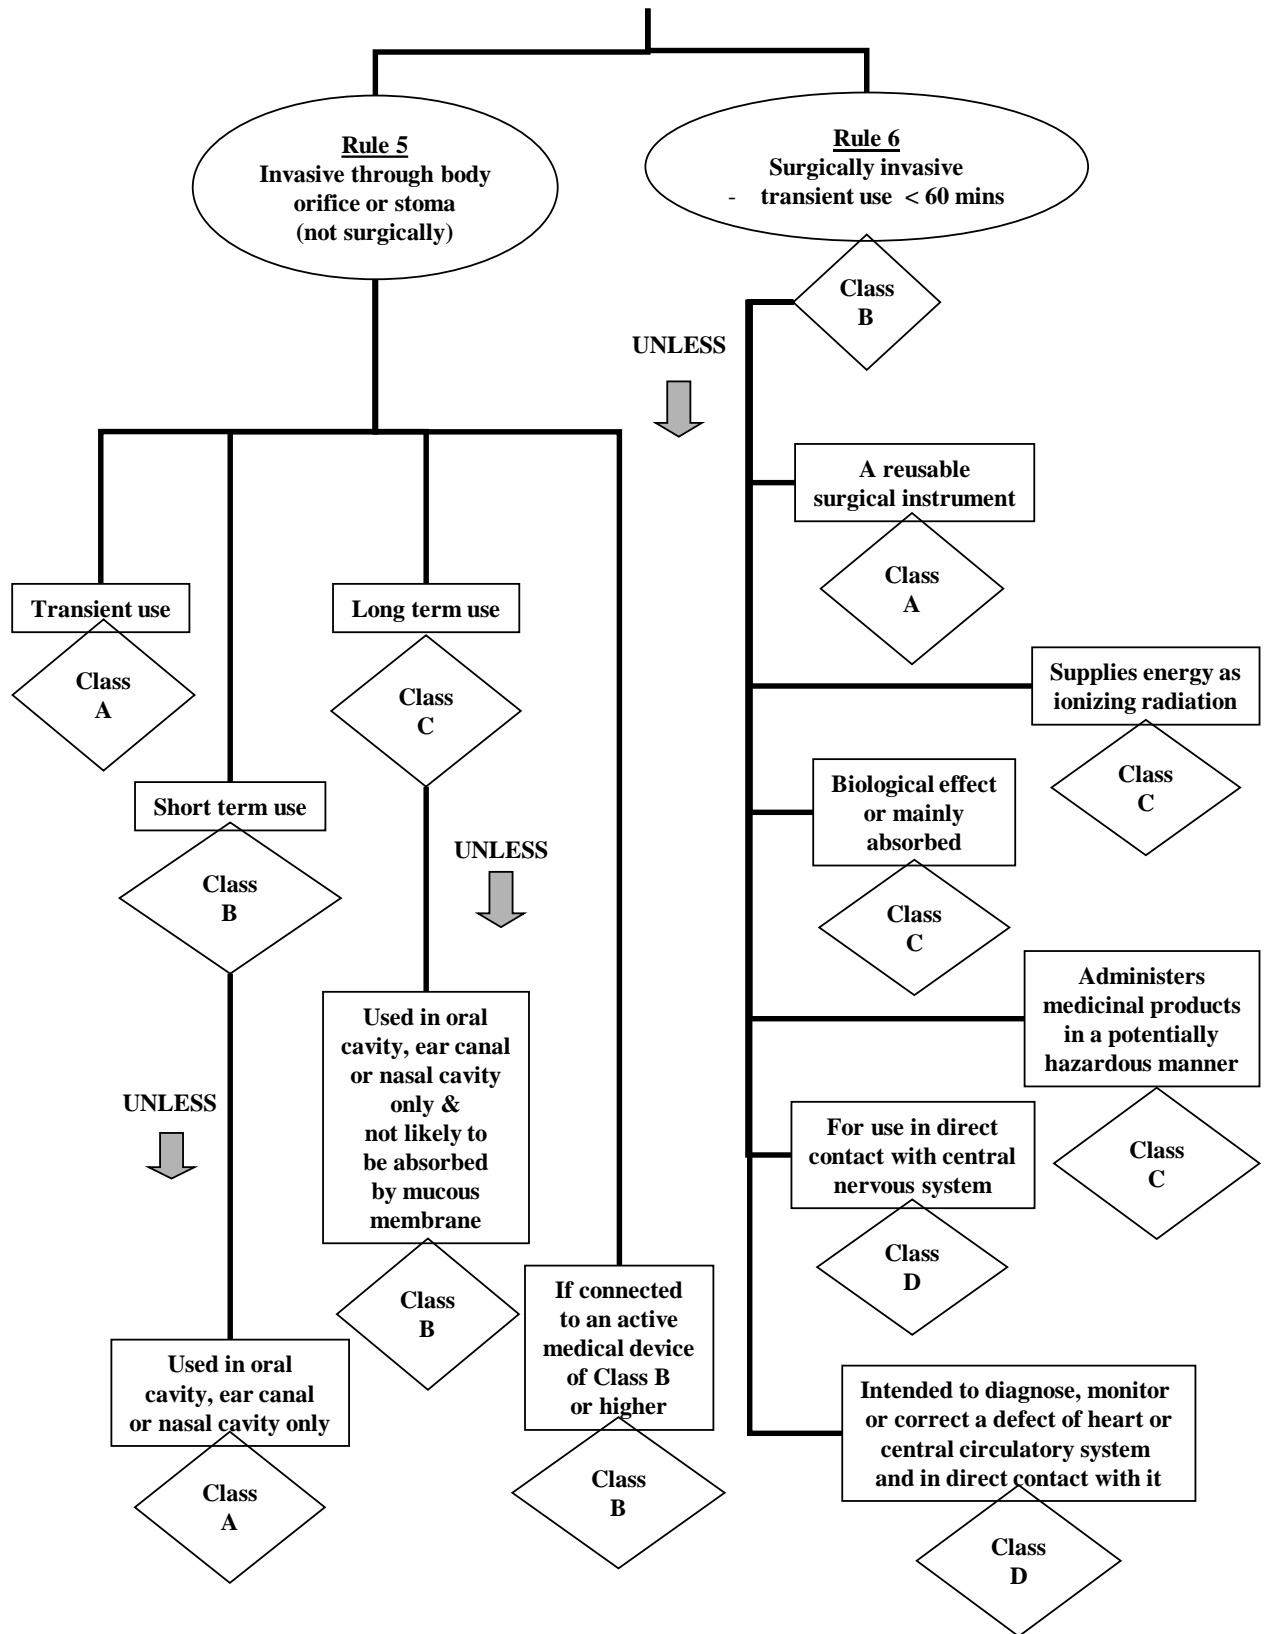 Rule 5
Invasive through body
orifice or stoma
(not surgically)
Rule 6
Surgically invasive
- transient use < 60 mins
Class
B
UNLESS
A reusable
surgical instrument
Class
A
Transient use
Class
A
Long term use
Class
C
Supplies energy as
ionizing radiation
Class
C
Short term use
Class
B
UNLESS
Biological effect
or mainly
absorbed
Class
C
Used in oral
cavity, ear canal
or nasal cavity
only &
not likely to
be absorbed
by mucous
membrane
Class
B
Administers
medicinal products
in a potentially
hazardous manner
Class
C
UNLESS
For use in direct
contact with central
nervous system
Class
D
If connected
to an active
medical device
of Class B
or higher
Class
B
Used in oral
cavity, ear canal
or nasal cavity only
Class
A
Intended to diagnose, monitor
or correct a defect of heart or
central circulatory system
and in direct contact with it
Class
D